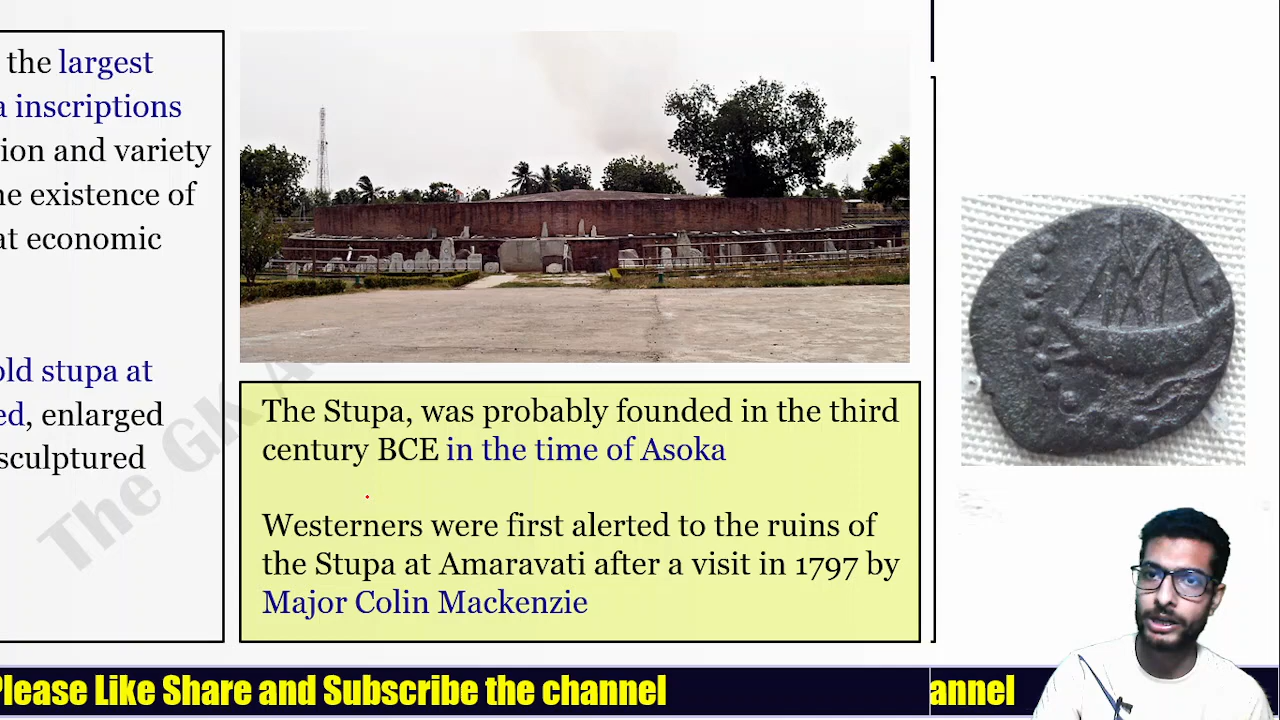 the largest
a inscriptions
ion and variety
he existence of
at economic
old stupa at
ed, enlarged
sculptured
The GK
The Stupa, was probably founded in the third
century BCE in the time of Asoka
Westerners were first alerted to the ruins of
the Stupa at Amaravati after a visit in 1797 by
Major Colin Mackenzie
Please Like Share and Subscribe the channel
annel